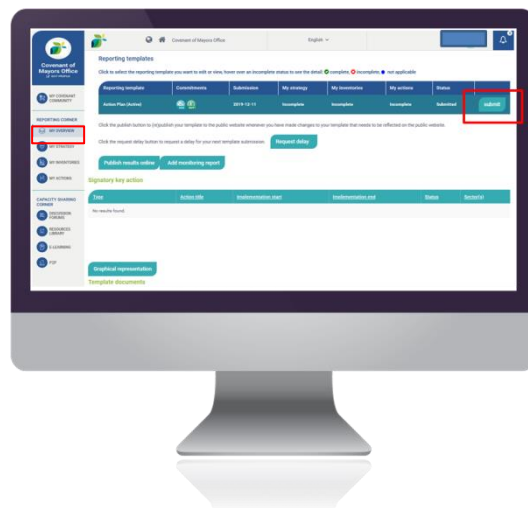 Covenant of Mayors Office
English
Covenant of
Mayors Office
Reporting templates
Click to select the reporting template you want to edit or view, hover over an incomplete status to see the detail: complete, incomplete, not applicable
Reporting template Commitments Submission My strategy My inventories My actions Status
Action Plan (Active) 2019-12-11 Incomplete Incomplete Incomplete Submitted submit
MY COVENANT
COMMUNITY
Click the publish button to (re)publish your template to the public website whenever you have made changes to your template that needs to be reflected on the public website.
REPORTING CORNER
MY OVERVIEW
Click the request delay button to request a delay for your next template submission. Request delay
MY STRATEGY
MY INVENTORIES
Publish results online Add monitoring report
MY ACTIONS
Signatory key action
CAPACITY SHARING
CORNER
Type Action title Implementation start Implementation end Status Sector(s)
No results found.
DISCUSSION
FORUMS
RESOURCES
LIBRARY
E-LEARNING
P2P
Graphical representation
Template documents